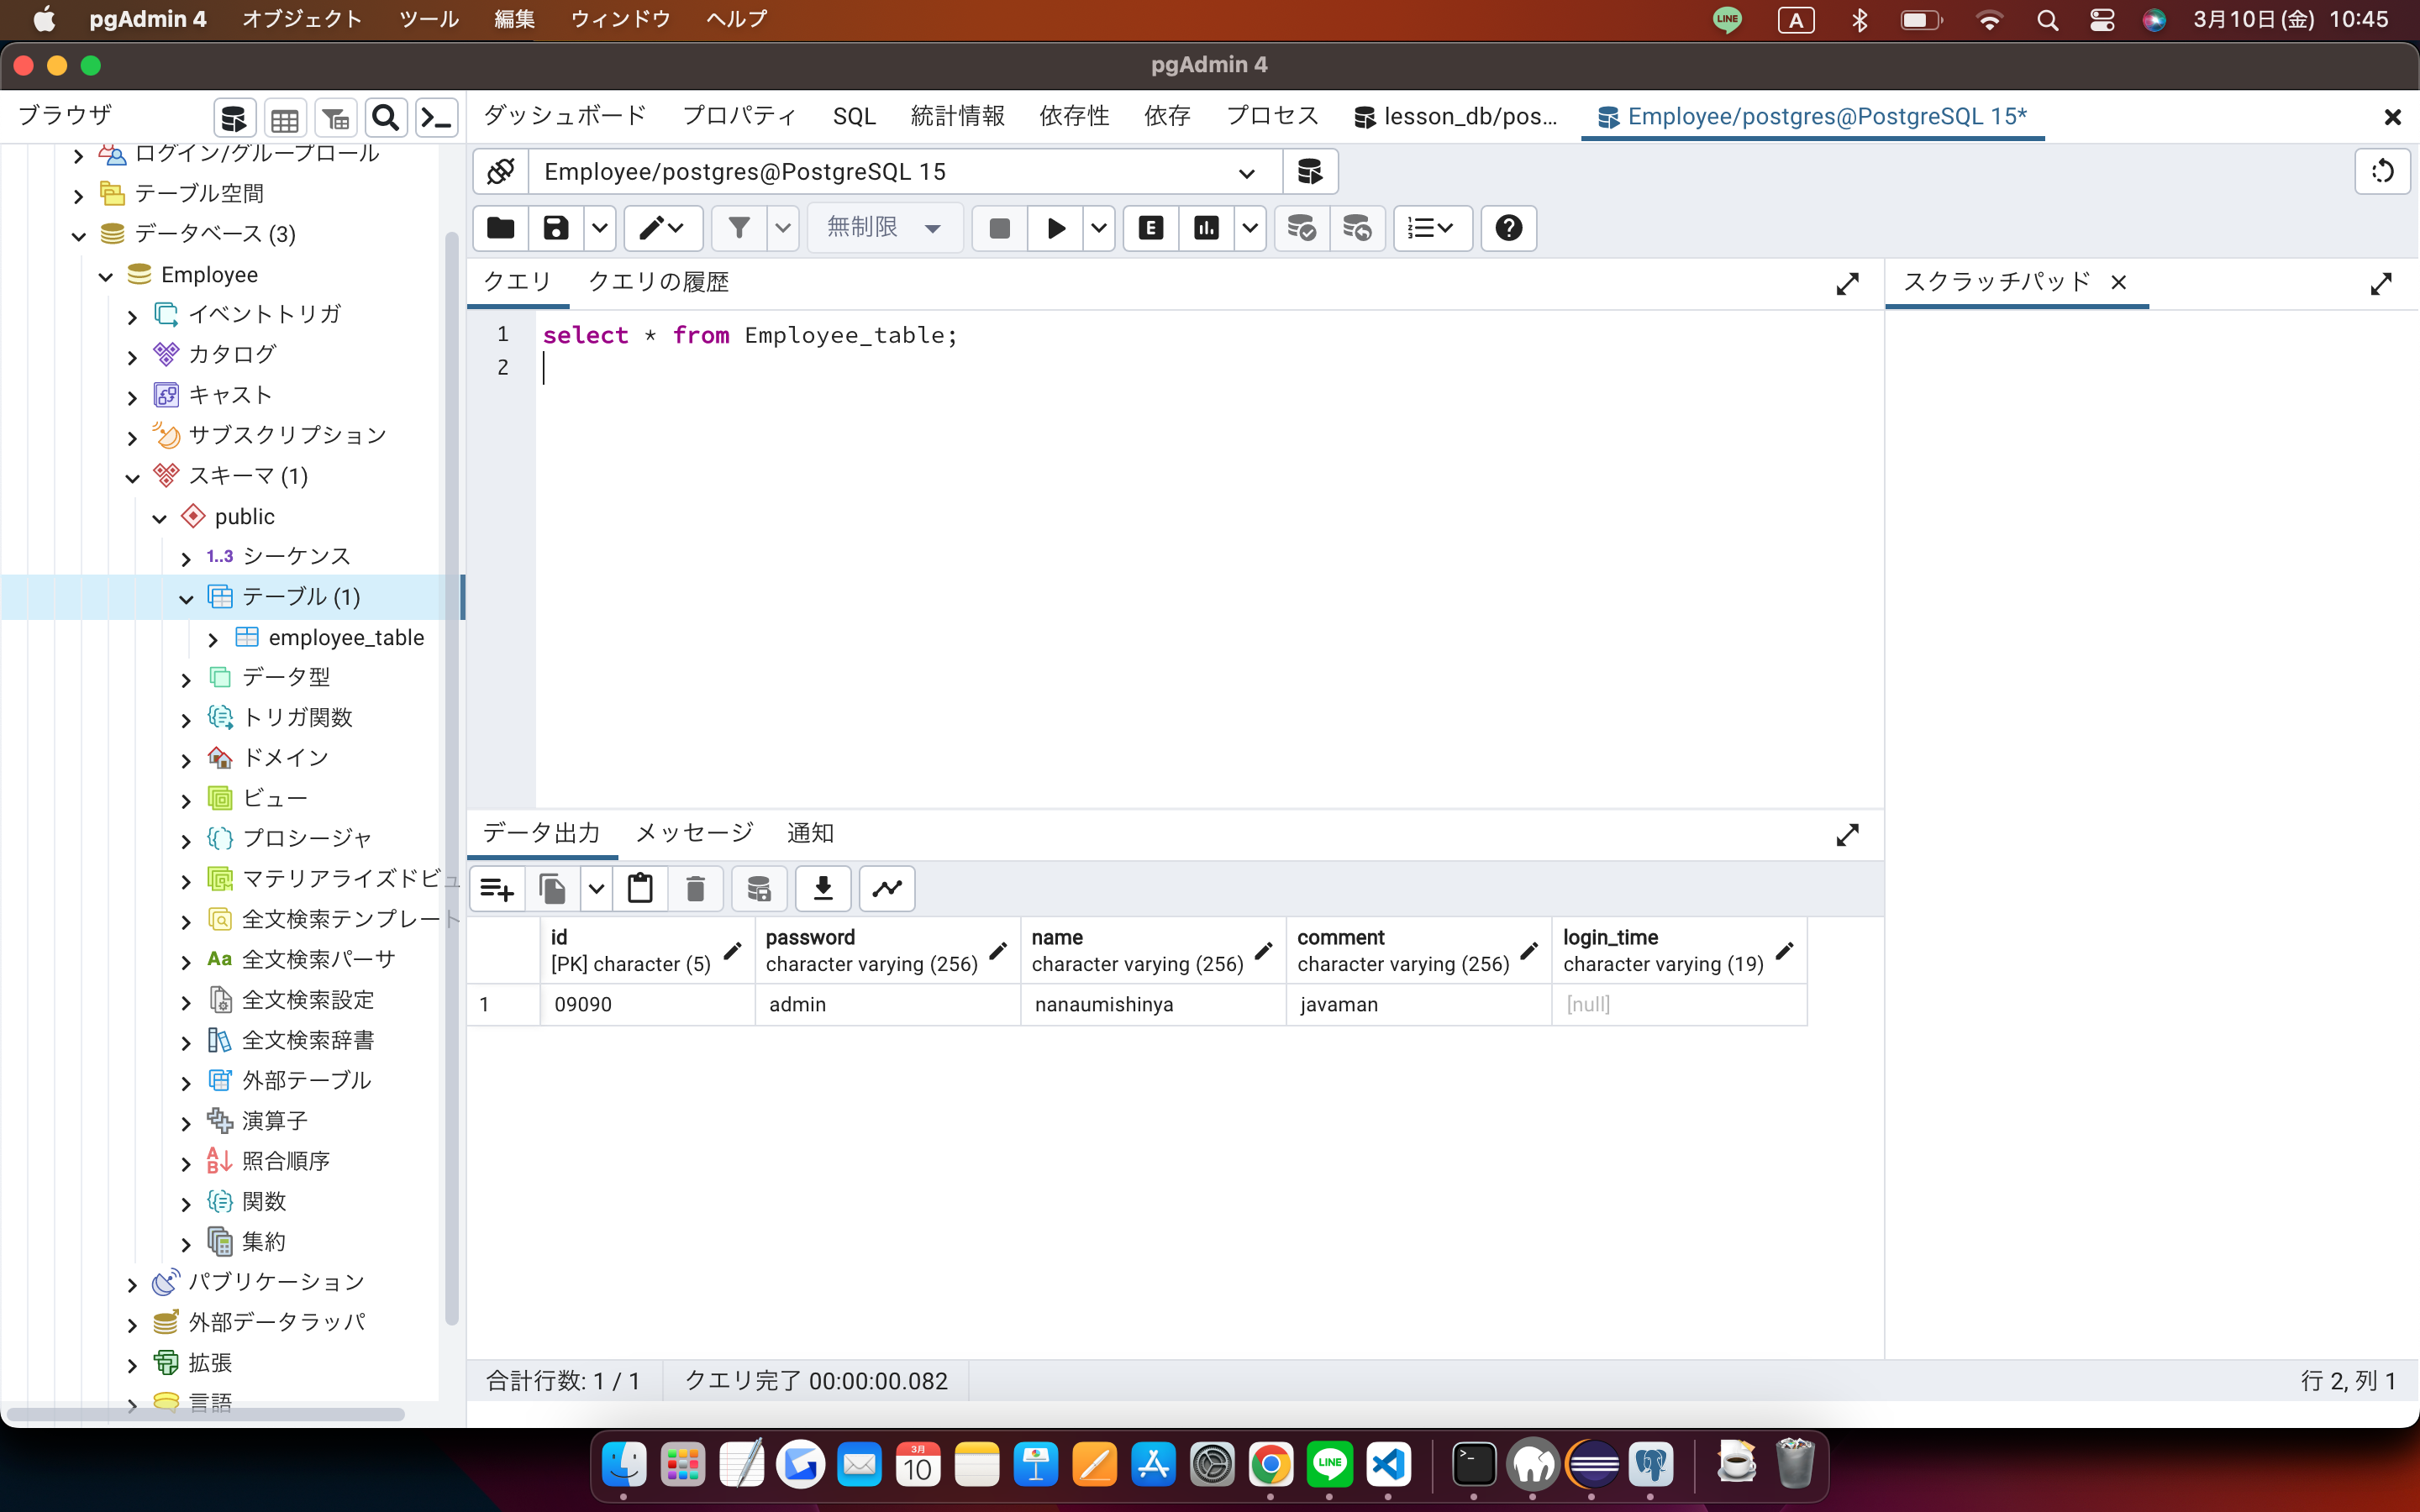 pgAdmin 4 オブジェクト ツール 編集 ウィンドウ ヘルプ LINE A 3月10日(金) 10:45
pgAdmin 4
ブラウザ ダッシュボード プロパティ SQL 統計情報 依存性 依存 プロセス lesson_db/pos... Employee/postgres@PostgreSQL 15*
ログイン/グループロール
テーブル空間
データベース (3)
Employee
イベントトリガ
カタログ
キャスト
サブスクリプション
スキーマ (1)
public
1..3 シーケンス
テーブル (1)
employee_table
データ型
トリガ関数
ドメイン
ビュー
プロシージャ
マテリアライズドビュ
全文検索テンプレート
Aa 全文検索パーサ
全文検索設定
全文検索辞書
外部テーブル
演算子
照合順序
関数
集約
パブリケーション
外部データラッパ
拡張
言語
Employee/postgres@PostgreSQL 15
無制限 E
クエリ クエリの履歴 スクラッチパッド
1 select * from Employee_table;
2
データ出力 メッセージ 通知
id password name comment login_time
[PK] character (5) character varying (256) character varying (256) character varying (256) character varying (19)
1 09090 admin nanaumishinya javaman [null]
合計行数: 1 / 1 クエリ完了 00:00:00.082 行 2, 列 1
3月
10
LINE